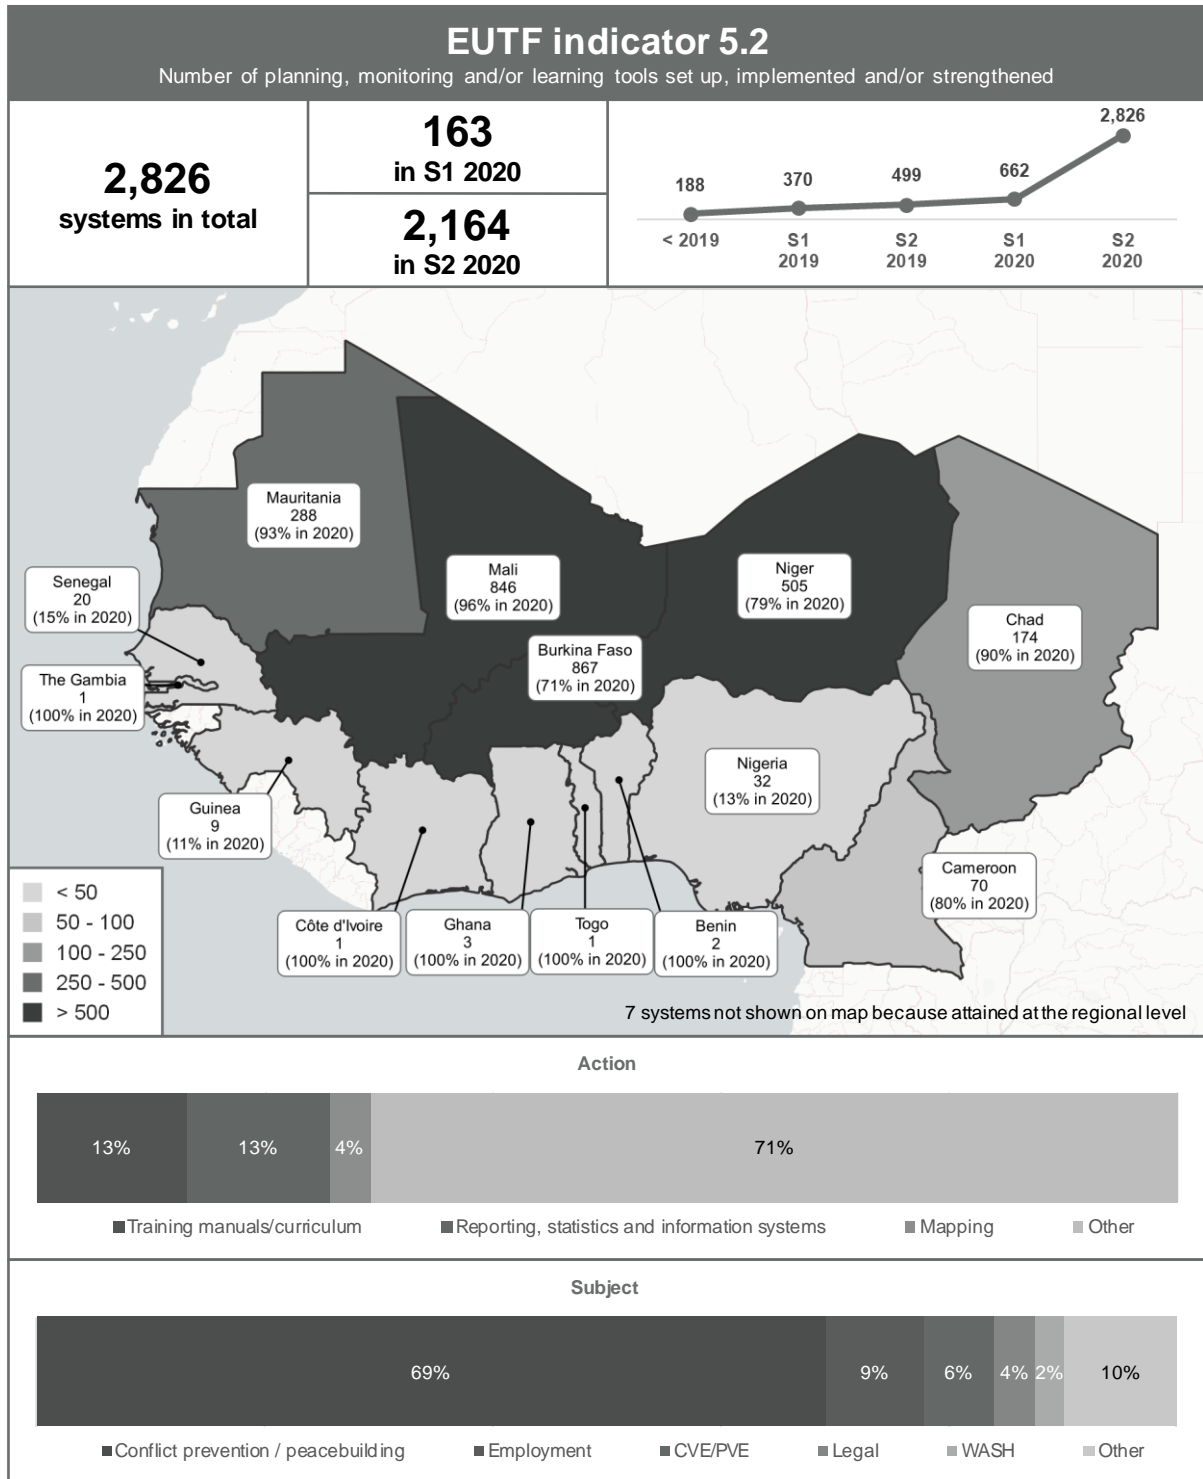 EUTF indicator 5.2
Number of planning, monitoring and/or learning tools set up, implemented and/or strengthened
2,826
systems in total
163
in S1 2020
2,164
in S2 2020
188
370
499
662
2,826
< 2019
S1
2019
S2
2019
S1
2020
S2
2020
Mauritania
288
(93% in 2020)
Mali
846
(96% in 2020)
Niger
505
(79% in 2020)
Senegal
20
(15% in 2020)
Chad
174
(90% in 2020)
Burkina Faso
867
(71% in 2020)
The Gambia
1
(100% in 2020)
Nigeria
32
(13% in 2020)
Guinea
9
(11% in 2020)
Cameroon
70
(80% in 2020)
Côte d'Ivoire
1
(100% in 2020)
Ghana
3
(100% in 2020)
Togo
1
(100% in 2020)
Benin
2
(100% in 2020)
< 50
50 - 100
100 - 250
250 - 500
> 500
7 systems not shown on map because attained at the regional level
Action
13%
13%
4%
71%
Training manuals/curriculum
Reporting, statistics and information systems
Mapping
Other
Subject
69%
9%
6%
4%
2%
10%
Conflict prevention / peacebuilding
Employment
CVE/PVE
Legal
WASH
Other